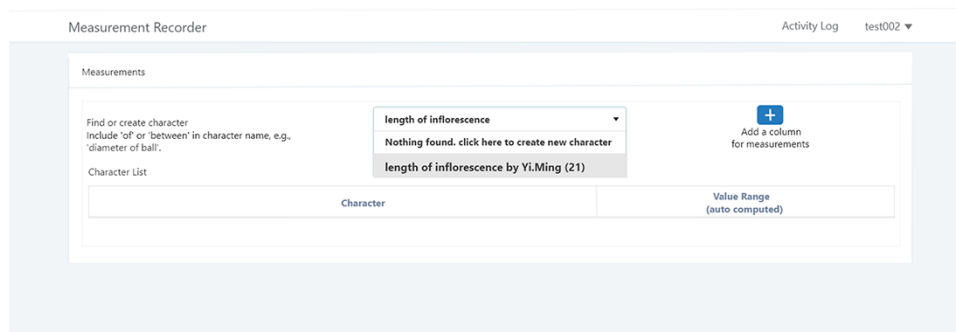 Measurement Recorder
Activity Log
test002 ▼
Measurements
Find or create character
Include 'of' or 'between' in character name, e.g.,
'diameter of ball'.
length of inflorescence
Nothing found. click here to create new character
length of inflorescence by Yi.Ming (21)
+
Add a column
for measurements
Character List
Character
Value Range
(auto computed)